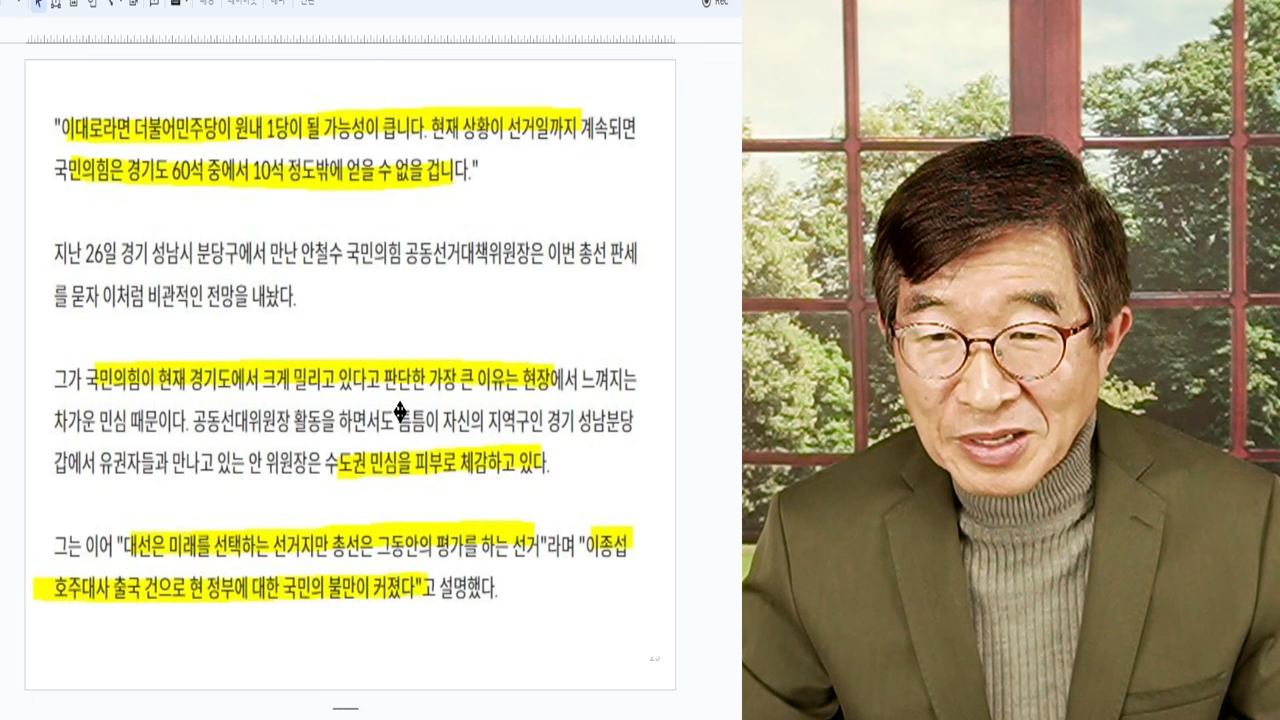 Rec
"이대로라면 더불어민주당이 원내 1당이 될 가능성이 큽니다. 현재 상황이 선거일까지 계속되면
국민의힘은 경기도 60석 중에서 10석 정도밖에 얻을 수 없을 겁니다."
지난 26일 경기 성남시 분당구에서 만난 안철수 국민의힘 공동선거대책위원장은 이번 총선 판세
를 묻자 이처럼 비관적인 전망을 내놨다.
그가 국민의힘이 현재 경기도에서 크게 밀리고 있다고 판단한 가장 큰 이유는 현장에서 느껴지는
차가운 민심 때문이다. 공동선대위원장 활동을 하면서도 틈틈이 자신의 지역구인 경기 성남분당
갑에서 유권자들과 만나고 있는 안 위원장은 수도권 민심을 피부로 체감하고 있다.
그는 이어 "대선은 미래를 선택하는 선거지만 총선은 그동안의 평가를 하는 선거"라며 "이종섭
호주대사 출국 건으로 현 정부에 대한 국민의 불만이 커졌다"고 설명했다.